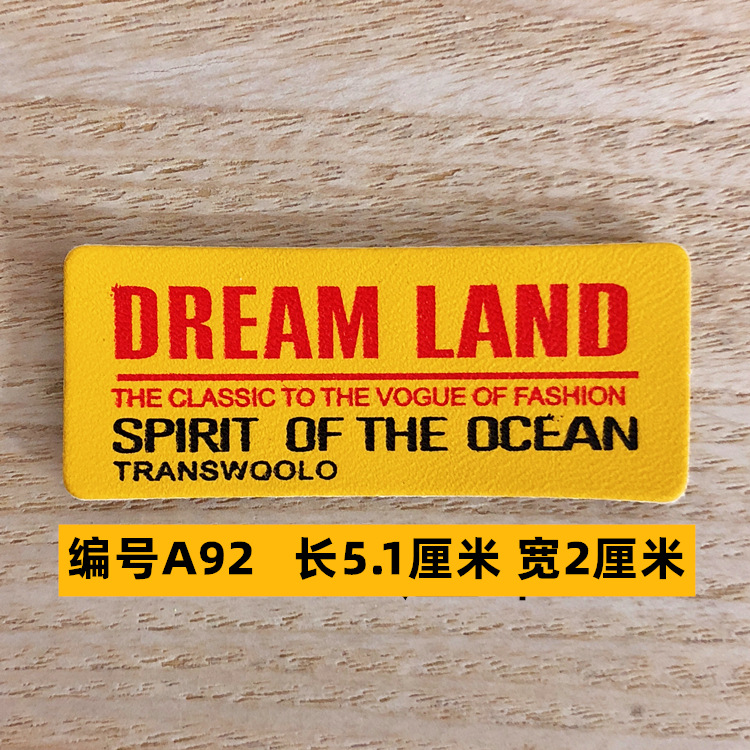 DREAM LAND
THE CLASSIC TO THE VOGUE OF FASHION
SPIRIT OF THE OCEAN
TRANSWOOLO
编号A92 长5.1厘米 宽2厘米